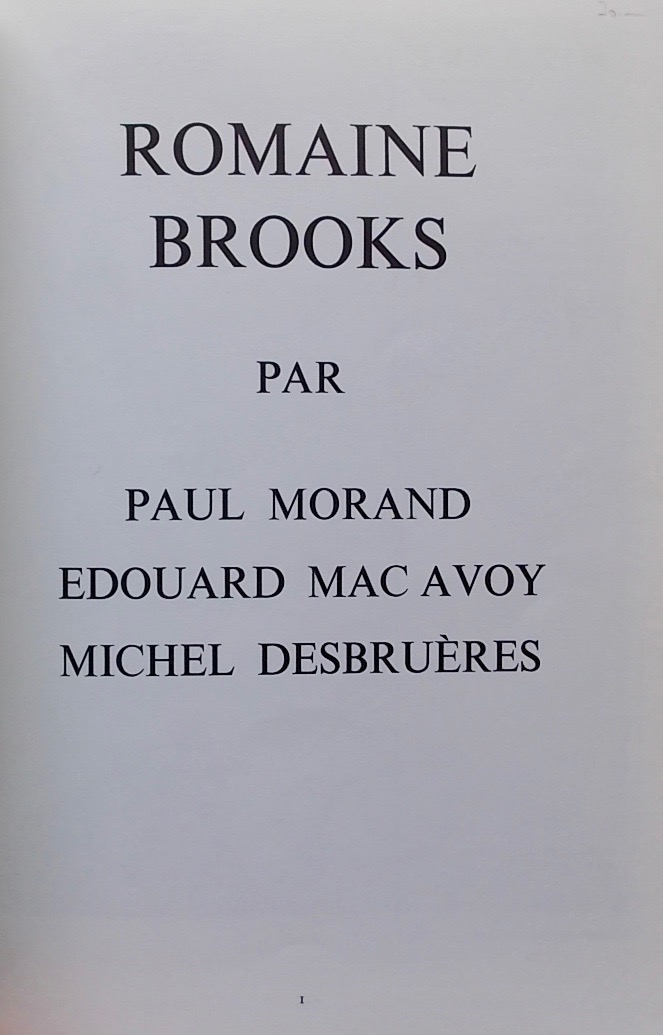 ROMAINE
BROOKS
PAR
PAUL MORAND
EDOUARD MAC AVOY
MICHEL DESBRUÈRES
I